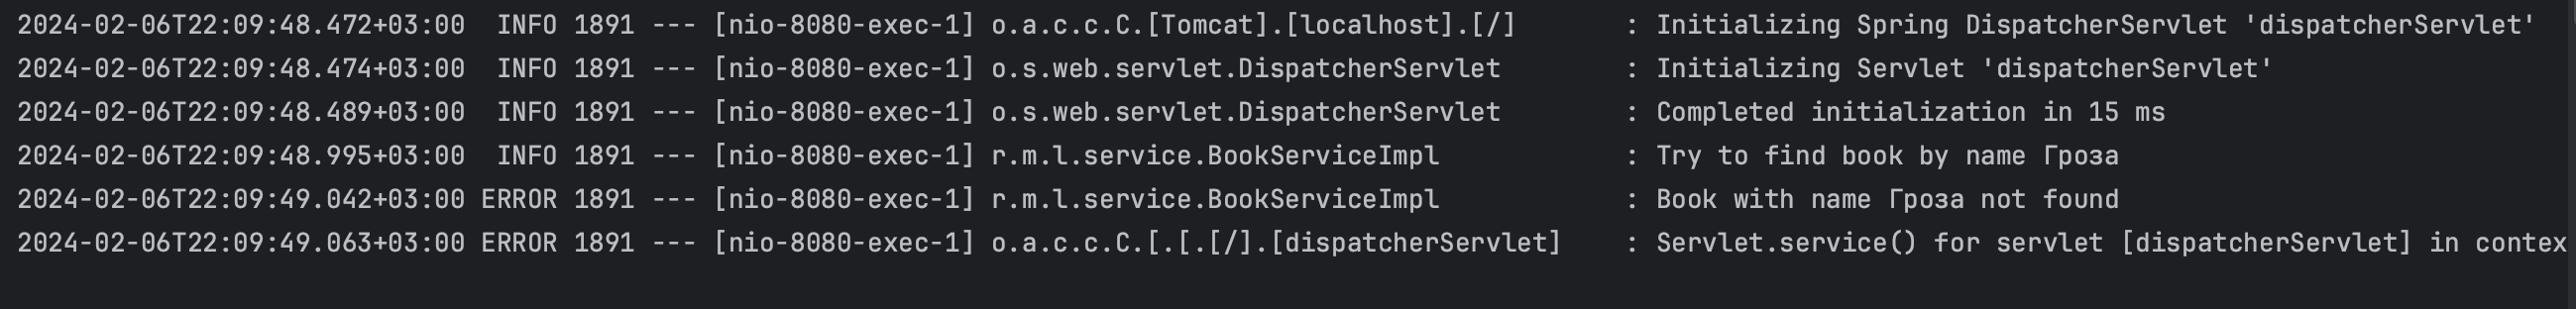 2024-02-06T22:09:48.472+03:00  INFO 1891 --- [nio-8080-exec-1] o.a.c.c.C.[Tomcat].[localhost].[/]       : Initializing Spring DispatcherServlet 'dispatcherServlet'
2024-02-06T22:09:48.474+03:00  INFO 1891 --- [nio-8080-exec-1] o.s.web.servlet.DispatcherServlet        : Initializing Servlet 'dispatcherServlet'
2024-02-06T22:09:48.489+03:00  INFO 1891 --- [nio-8080-exec-1] o.s.web.servlet.DispatcherServlet        : Completed initialization in 15 ms
2024-02-06T22:09:48.995+03:00  INFO 1891 --- [nio-8080-exec-1] r.m.l.service.BookServiceImpl            : Try to find book by name Гроза
2024-02-06T22:09:49.042+03:00 ERROR 1891 --- [nio-8080-exec-1] r.m.l.service.BookServiceImpl            : Book with name Гроза not found
2024-02-06T22:09:49.063+03:00 ERROR 1891 --- [nio-8080-exec-1] o.a.c.c.C.[.[.[/].[dispatcherServlet]    : Servlet.service() for servlet [dispatcherServlet] in contex